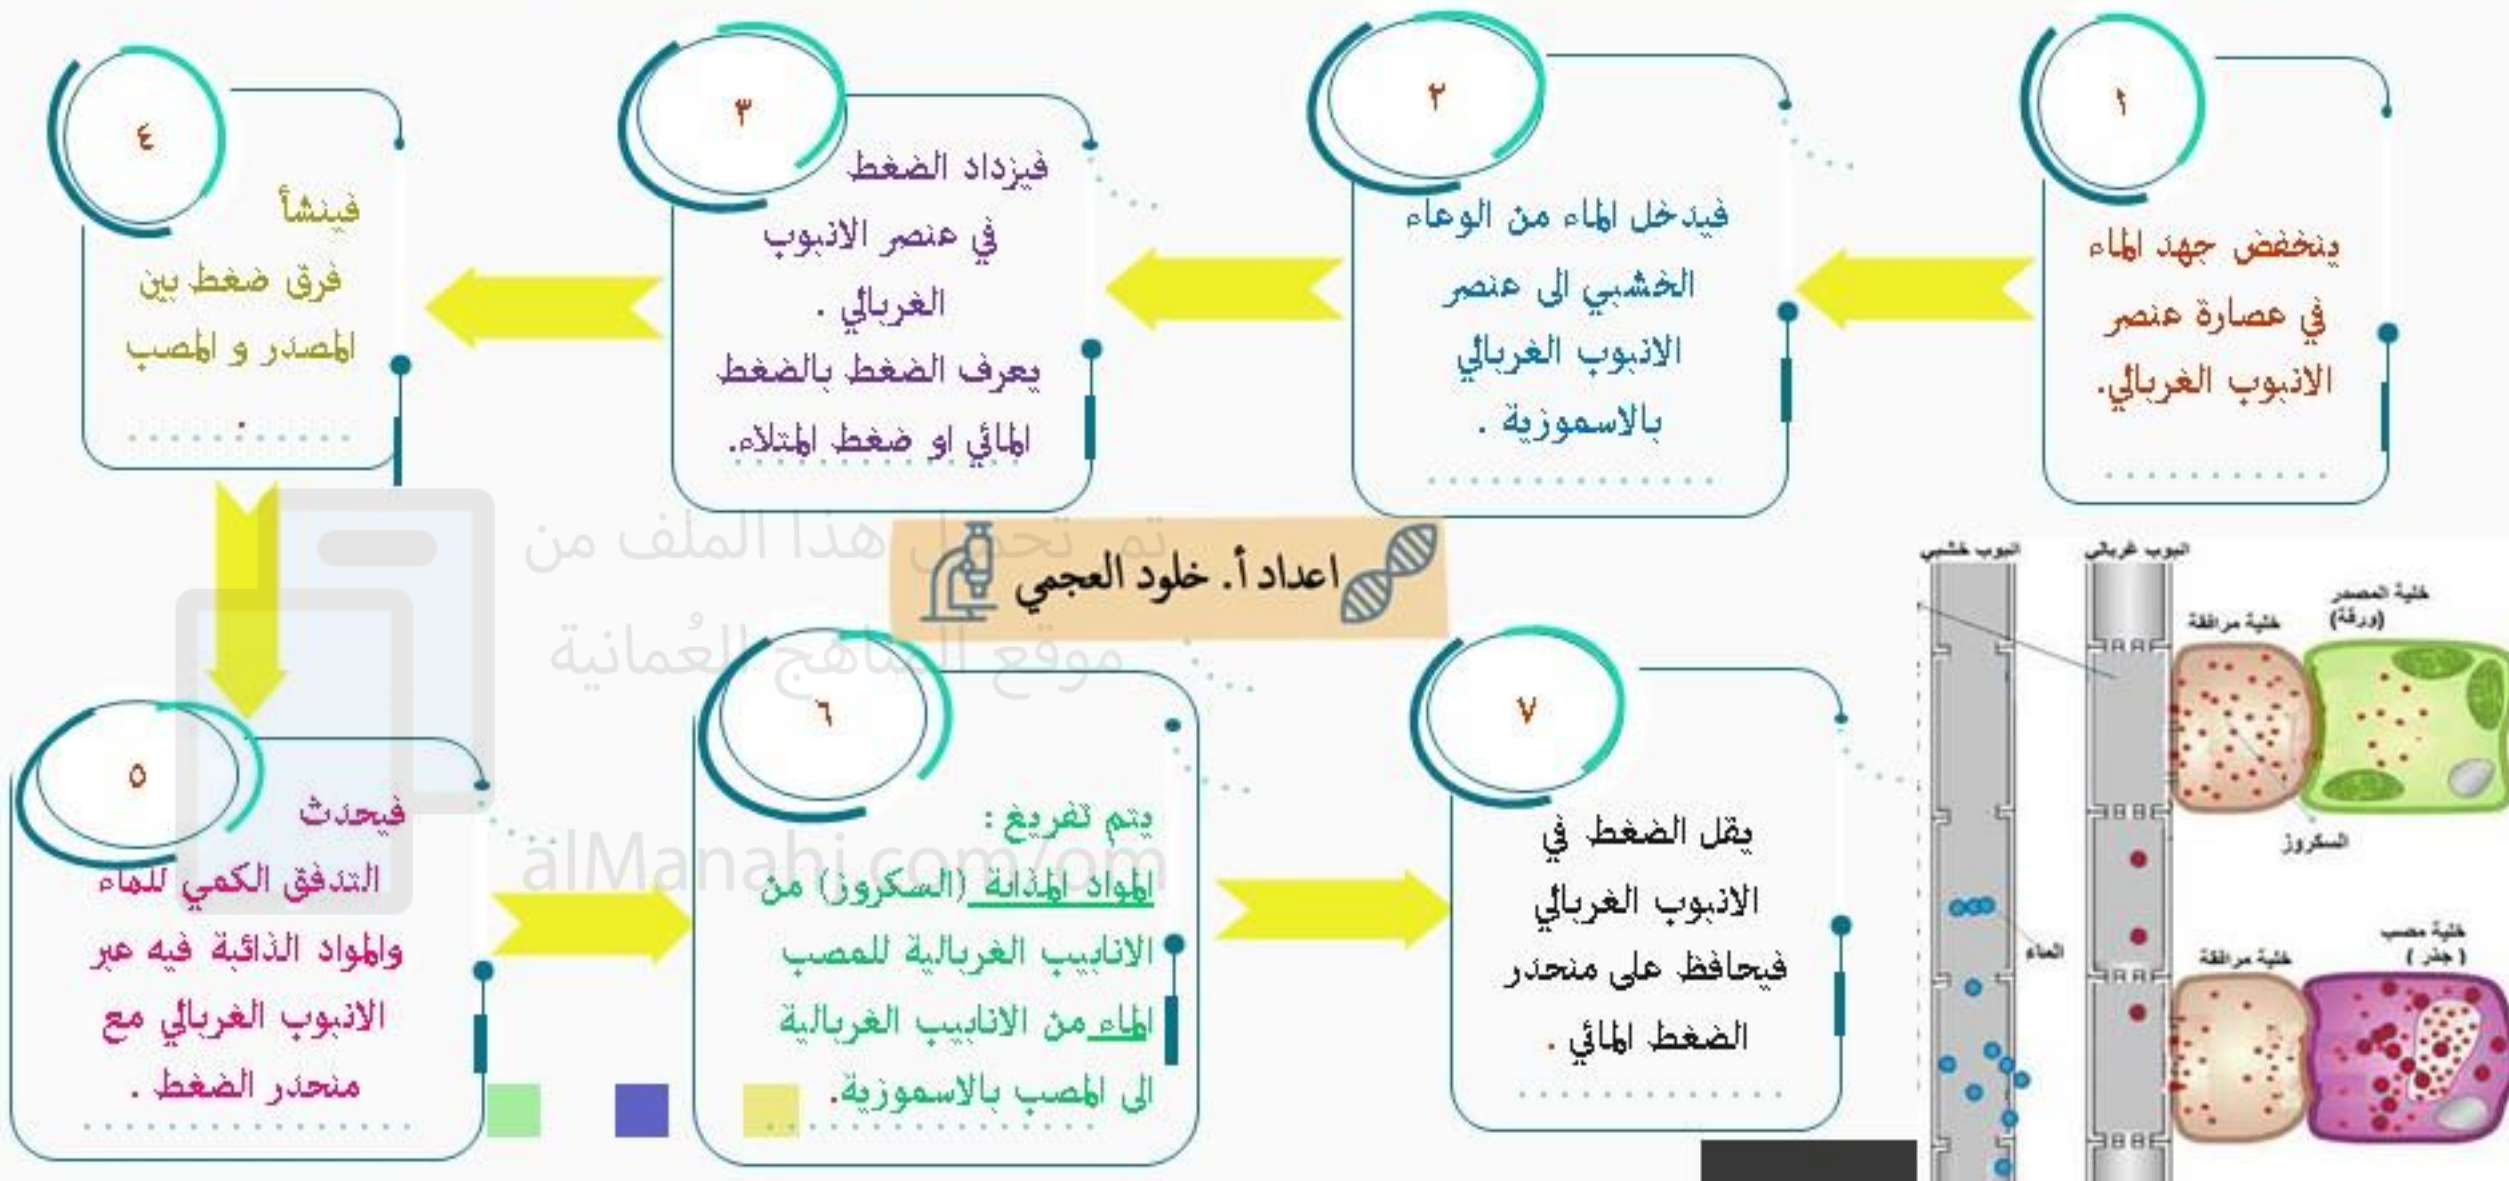 ١
ينخفض جهد الماء
في عصارة عنصر
الانبوب الغربالي.
٢
فيدخل الماء من الوعاء
الخشبي الى عنصر
الانبوب الغربالي
بالاسموزية .
٣
فيزداد الضغط
في عنصر الانبوب
الغربالي .
يعرف الضغط بالضغط
المائي او ضغط المتلاء.
٤
فينشأ
فرق ضغط بين
المصدر و المصب
.
تم تحميل هذا الملف من
موقع المناهج العُمانية
alManahj.com/om
اعداد أ. خلود العجمي
٥
فيحدث
التدفق الكمي للماء
والمواد الذائبة فيه عبر
الانبوب الغربالي مع
منحدر الضغط .
٦
يتم تفريغ :
المواد المذابة (السكروز) من
الانابيب الغربالية للمصب
الماء من الانابيب الغربالية
الى المصب بالاسموزية.
٧
يقل الضغط في
الانبوب الغربالي
فيحافظ على منحدر
الضغط المائي .
انبوب غربالي
انبوب خشبي
خلية المصدر
(ورقة)
خلية مرافقة
السكروز
الماء
خلية مصب
( جذر )
خلية مرافقة